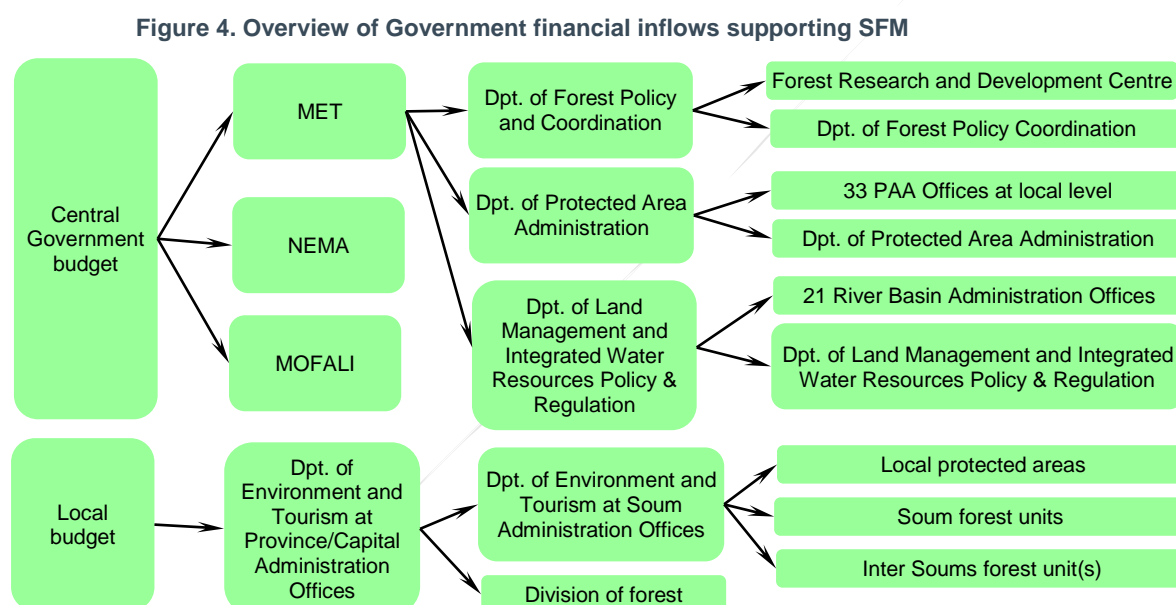 Figure 4. Overview of Government financial inflows supporting SFM
Central
Government
budget
MET
NEMA
MOFALI
Dpt. of Forest Policy
and Coordination
Dpt. of Protected Area
Administration
Dpt. of Land
Management and
Integrated Water
Resources Policy &
Regulation
Forest Research and Development Centre
Dpt. of Forest Policy Coordination
33 PAA Offices at local level
Dpt. of Protected Area Administration
21 River Basin Administration Offices
Dpt. of Land Management and Integrated
Water Resources Policy & Regulation
Local
budget
Dpt. of
Environment and
Tourism at
Province/Capital
Administration
Offices
Dpt. of Environment and
Tourism at Soum
Administration Offices
Division of forest
Local protected areas
Soum forest units
Inter Soums forest unit(s)